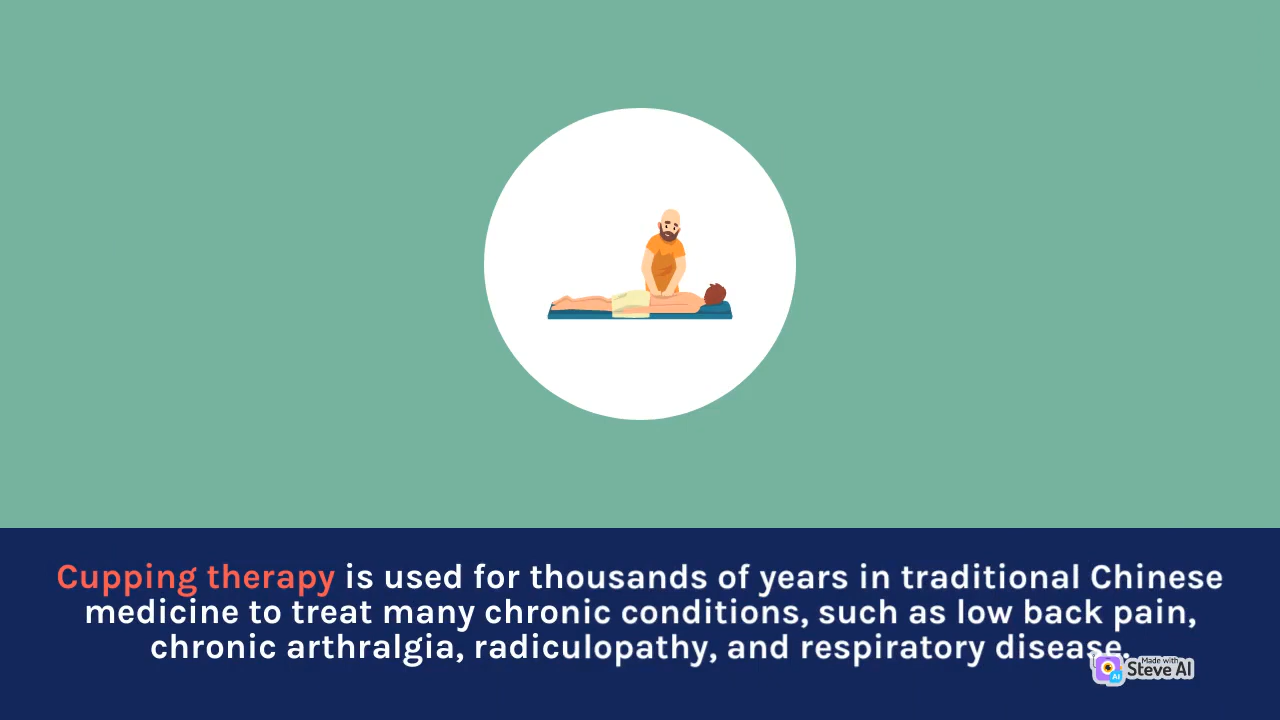 Cupping therapy is used for thousands of years in traditional Chinese
medicine to treat many chronic conditions, such as low back pain,
chronic arthralgia, radiculopathy, and respiratory disease.
Made with
AI Steve AI